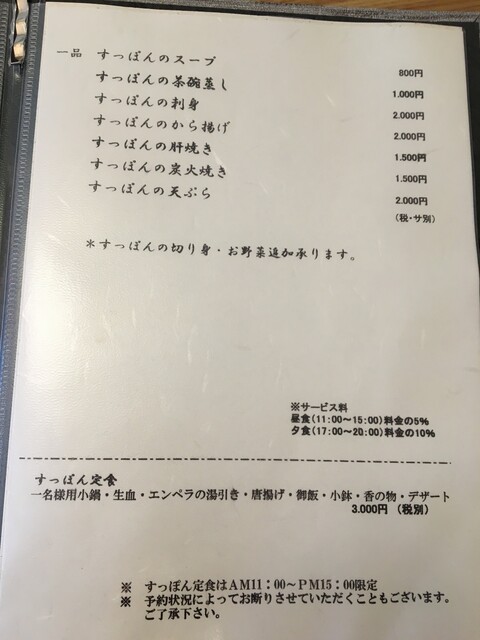 一品 すっぽんのスープ 800円
すっぽんの茶碗蒸し 1.000円
すっぽんの刺身 2.000円
すっぽんのから揚げ 2.000円
すっぽんの肝焼き 1.500円
すっぽんの炭火焼き 1.500円
すっぽんの天ぷら 2.000円
(税・サ別)
＊すっぽんの切り身・お野菜追加承ります。
※サービス料
昼食(11:00～15:00)料金の5%
夕食(17:00～20:00)料金の10%
すっぽん定食
一名様用小鍋・生血・エンペラの湯引き・唐揚げ・御飯・小鉢・香の物・デザート
3.000円 (税別)
※ すっぽん定食はAM11：00～PM15：00限定
※ 予約状況によってお断りさせていただくこともございます。
ご了承下さい。